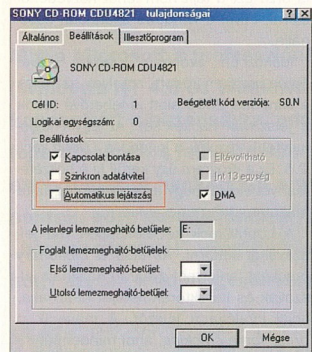 SONY CD-ROM CDU4821 tulajdonságai
Általános Beállítások Illesztőprogram
SONY CD-ROM CDU4821
Cél ID: 1 Beégetett kód verziója: S0.N
Logikai egységszám: 0
Beállítások
Kapcsolat bontása Eltávolítható
Szinkron adatátvitel Int 13 egység
Automatikus lejátszás DMA
A jelenlegi lemezmeghajtó betűjele: E:
Foglalt lemezmeghajtó-betűjelek
Első lemezmeghajtó-betűjel:
Utolsó lemezmeghajtó-betűjel:
OK Mégse